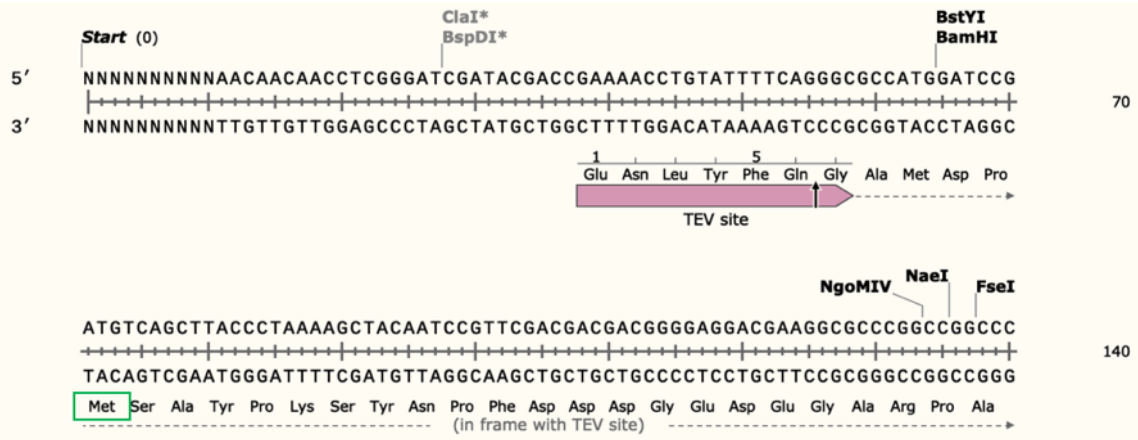 ClaI*
BspDI*
BstYI
BamHI
Start (0)
5′ NNNNNNNNNNAACAACAACCTCGGGATCGATACGACCGAAAACCTGTATTTTCAGGGCGCCATGGATCCG
70
3′ NNNNNNNNNNTTGTTGTTGGAGCCCTAGCTATGCTGGCTTTTGGACATAAAAGTCCCGCGGTACCTAGGC
1 5
Glu Asn Leu Tyr Phe Gln Gly Ala Met Asp Pro
TEV site
NgoMIV NaeI FseI
ATGTCAGCTTACCCTAAAAGCTACAATCCGTTCGACGACGACGGGGAGGACGAAGGCGCCCGGCCGGCCC
140
TACAGTCGAATGGGATTTTCGATGTTAGGCAAGCTGCTGCTGCCCCTCCTGCTTCCGCGGGCCGGCCGGG
Met Ser Ala Tyr Pro Lys Ser Tyr Asn Pro Phe Asp Asp Asp Gly Glu Asp Glu Gly Ala Arg Pro Ala
(in frame with TEV site)